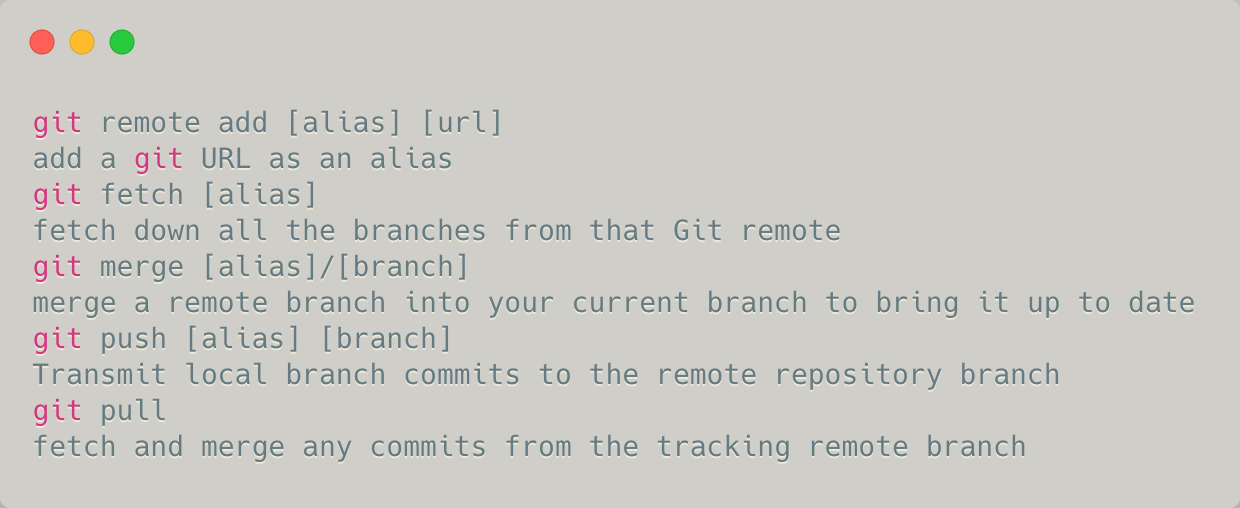 git remote add [alias] [url]
add a git URL as an alias
git fetch [alias]
fetch down all the branches from that Git remote
git merge [alias]/[branch]
merge a remote branch into your current branch to bring it up to date
git push [alias] [branch]
Transmit local branch commits to the remote repository branch
git pull
fetch and merge any commits from the tracking remote branch